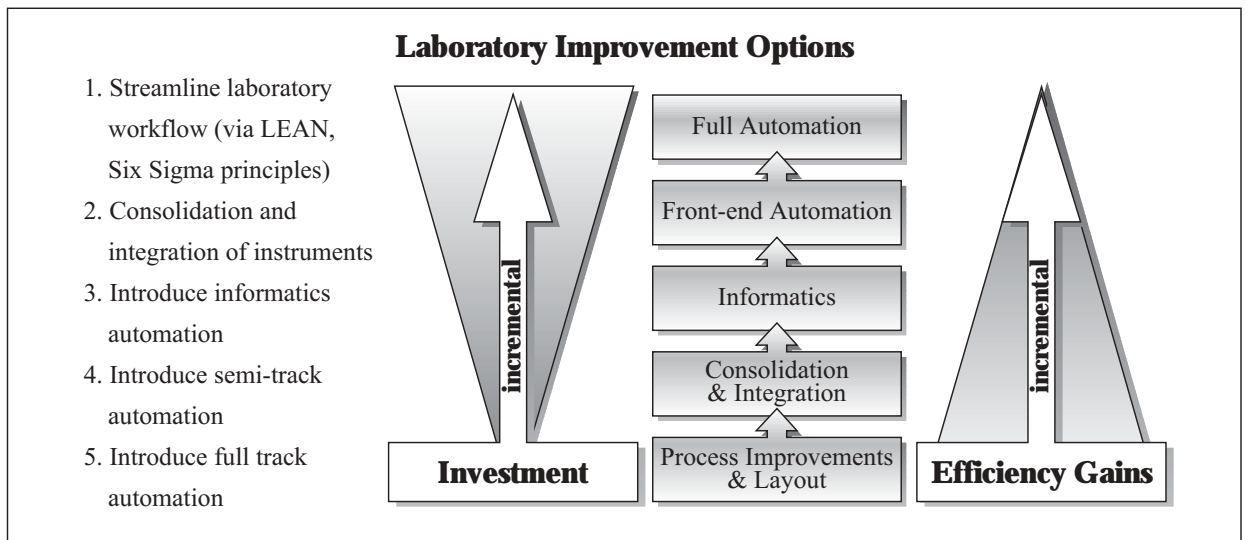 Laboratory Improvement Options
1. Streamline laboratory
workflow (via LEAN,
Six Sigma principles)
2. Consolidation and
integration of instruments
3. Introduce informatics
automation
4. Introduce semi-track
automation
5. Introduce full track
automation
incremental
Investment
Full Automation
Front-end Automation
Informatics
Consolidation
& Integration
Process Improvements
& Layout
incremental
Efficiency Gains